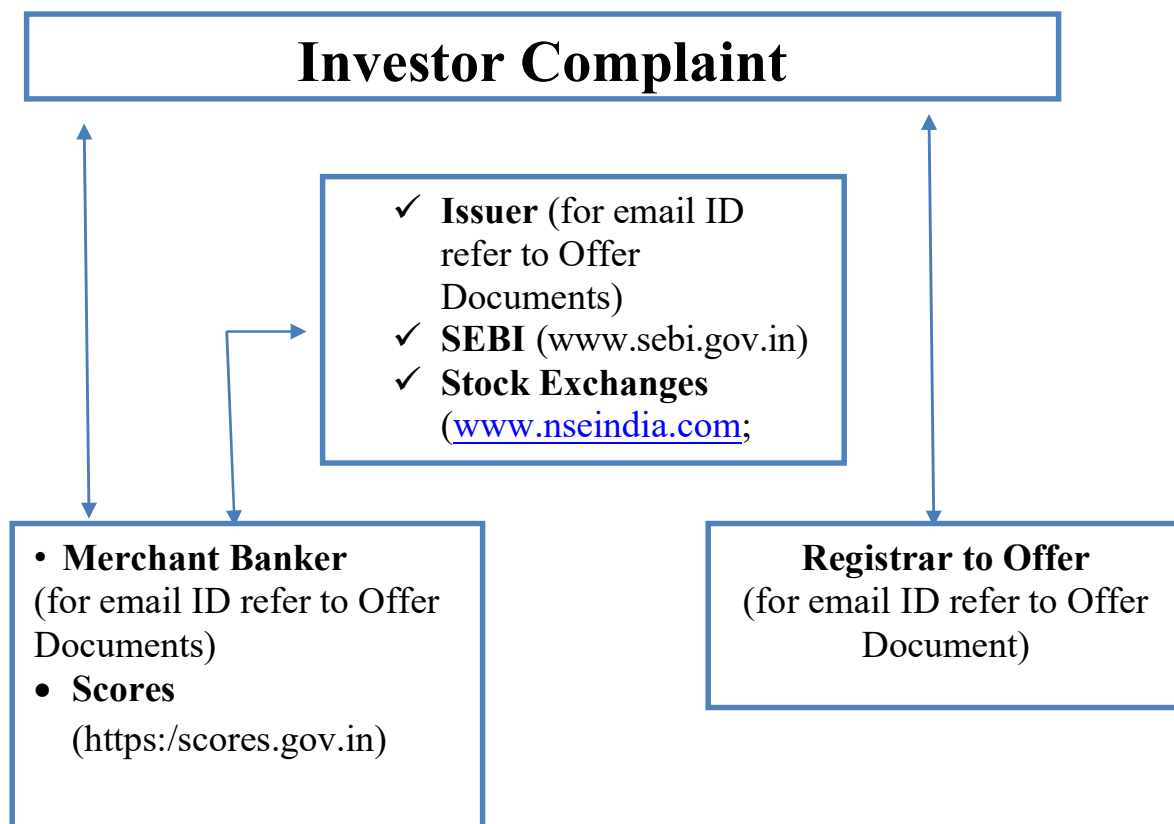 Investor Complaint
✓ Issuer (for email ID
refer to Offer
Documents)
✓ SEBI (www.sebi.gov.in)
✓ Stock Exchanges
(www.nseindia.com;
• Merchant Banker
(for email ID refer to Offer
Documents)
• Scores
(https:/scores.gov.in)
Registrar to Offer
(for email ID refer to Offer
Document)